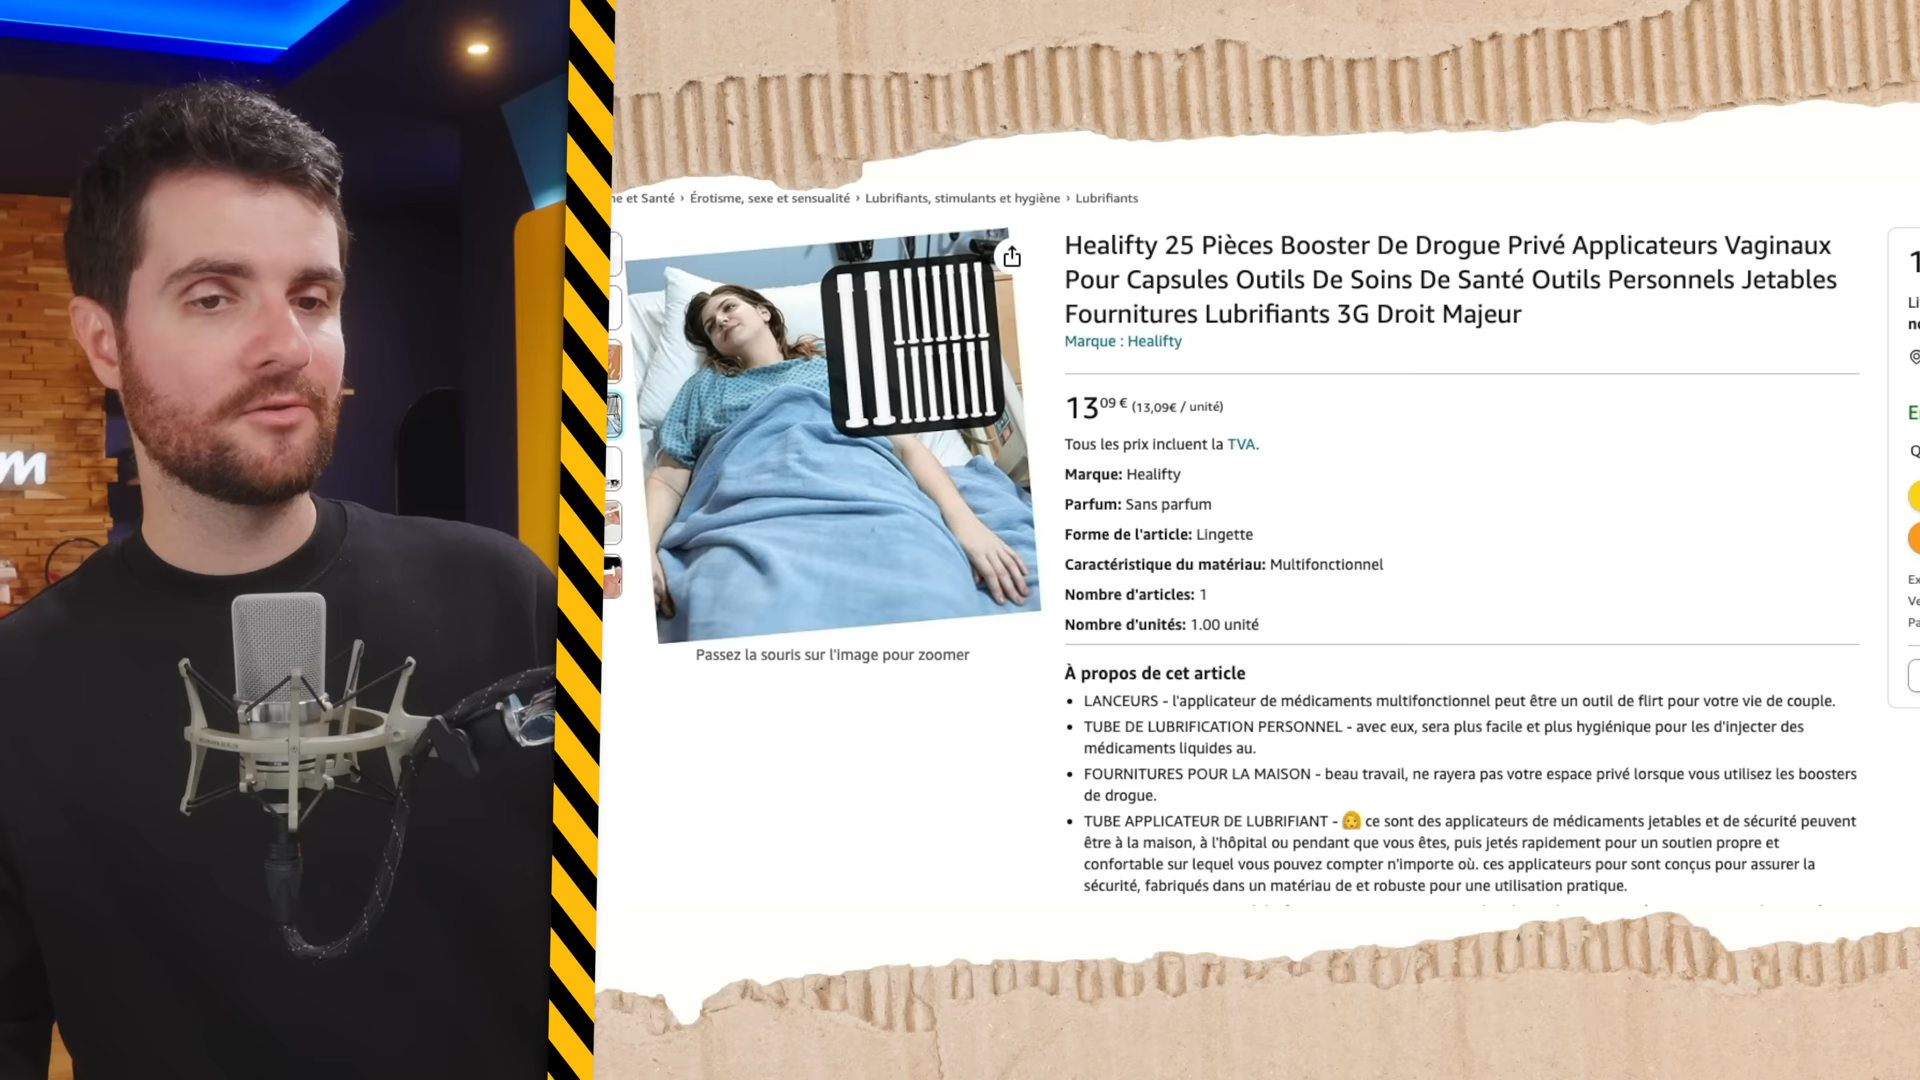 m
ne et Santé › Érotisme, sexe et sensualité › Lubrifiants, stimulants et hygiène › Lubrifiants
Healifty 25 Pièces Booster De Drogue Privé Applicateurs Vaginaux
Pour Capsules Outils De Soins De Santé Outils Personnels Jetables
Fournitures Lubrifiants 3G Droit Majeur
Marque : Healifty
13,09 € (13,09€ / unité)
Tous les prix incluent la TVA.
Marque: Healifty
Parfum: Sans parfum
Forme de l'article: Lingette
Caractéristique du matériau: Multifonctionnel
Nombre d'articles: 1
Nombre d'unités: 1.00 unité
Passez la souris sur l'image pour zoomer
À propos de cet article
• LANCEURS - l'applicateur de médicaments multifonctionnel peut être un outil de flirt pour votre vie de couple.
• TUBE DE LUBRIFICATION PERSONNEL - avec eux, sera plus facile et plus hygiénique pour les d'injecter des
médicaments liquides au.
• FOURNITURES POUR LA MAISON - beau travail, ne rayera pas votre espace privé lorsque vous utilisez les boosters
de drogue.
• TUBE APPLICATEUR DE LUBRIFIANT - 👩 ce sont des applicateurs de médicaments jetables et de sécurité peuvent
être à la maison, à l'hôpital ou pendant que vous êtes, puis jetés rapidement pour un soutien propre et
confortable sur lequel vous pouvez compter n'importe où. ces applicateurs pour sont conçus pour assurer la
sécurité, fabriqués dans un matériau de et robuste pour une utilisation pratique.
1
Li
no
E
Q
Ex
Ve
Pa